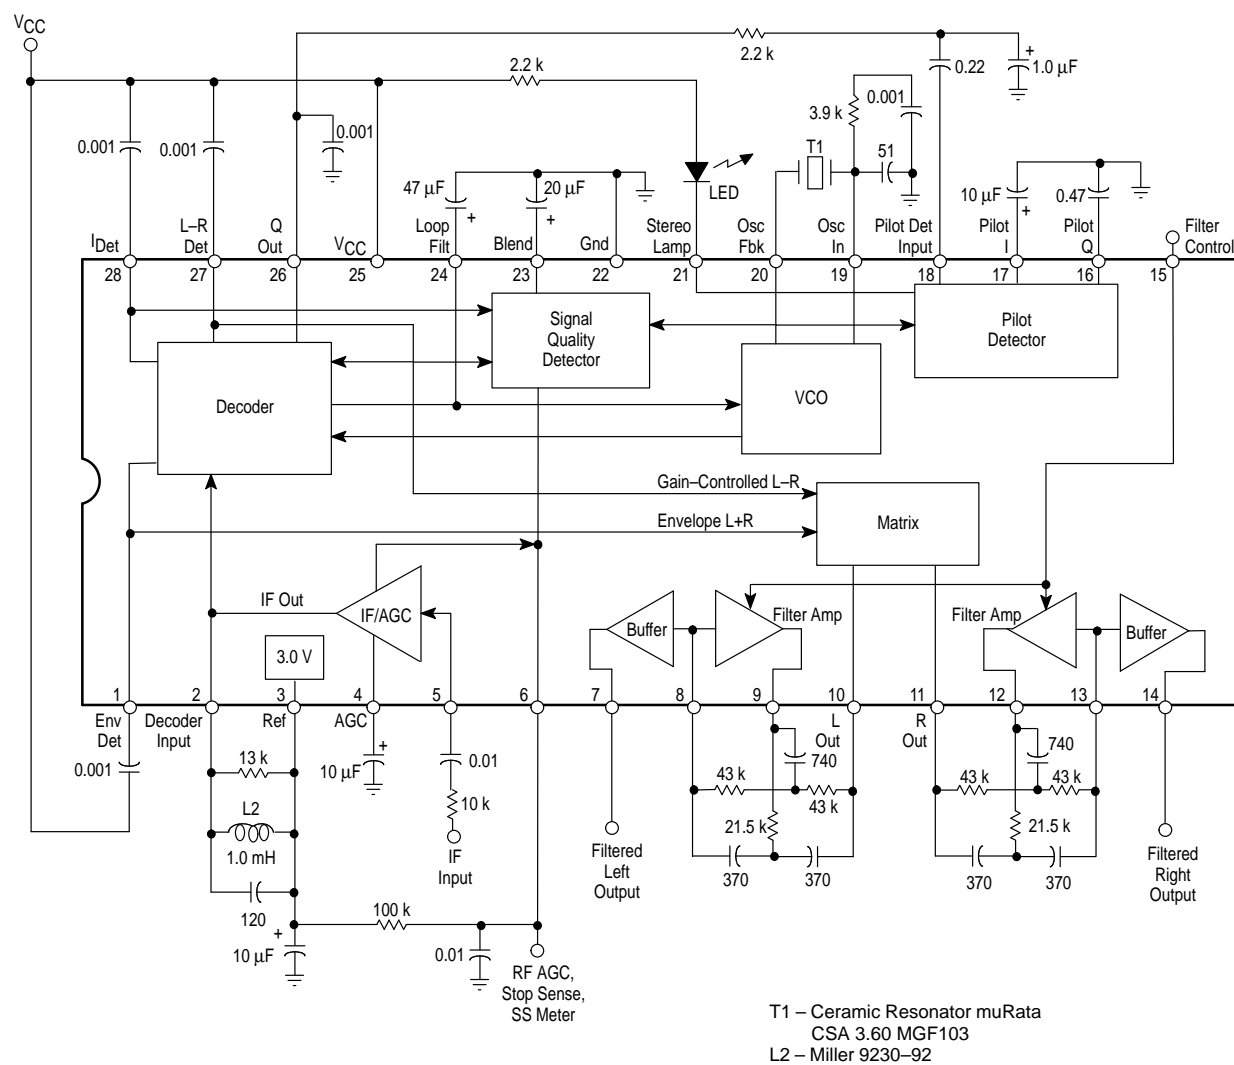 VCC
2.2 k
0.22
+
1.0 μF
2.2 k
0.001
3.9 k
0.001
0.001
0.001
T1
51
LED
47 μF
+
20 μF
+
10 μF
+
0.47
IDet
L–R
Det
Q
Out
VCC
Loop
Filt
Blend
Gnd
Stereo
Lamp
Osc
Fbk
Osc
In
Pilot Det
Input
Pilot
I
Pilot
Q
Filter
Control
28
27
26
25
24
23
22
21
20
19
18
17
16
15
Signal
Quality
Detector
Pilot
Detector
Decoder
VCO
Gain–Controlled L–R
Envelope L+R
Matrix
IF Out
IF/AGC
3.0 V
Buffer
Filter Amp
Filter Amp
Buffer
1
2
3
4
5
6
7
8
9
10
11
12
13
14
Env
Det
Decoder
Input
Ref
AGC
L
Out
R
Out
0.001
13 k
L2
1.0 mH
120
+
10 μF
+
10 μF
0.01
10 k
IF
Input
100 k
0.01
RF AGC,
Stop Sense,
SS Meter
Filtered
Left
Output
740
43 k
43 k
21.5 k
370
370
740
43 k
43 k
21.5 k
370
370
Filtered
Right
Output
T1 – Ceramic Resonator muRata
CSA 3.60 MGF103
L2 – Miller 9230–92